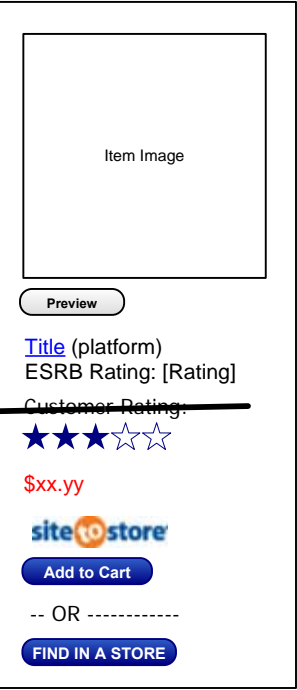 Item Image
Preview
Title (platform)
ESRB Rating: [Rating]
Customer Rating:
$xx.yy
site to store
Add to Cart
-- OR ------------
FIND IN A STORE